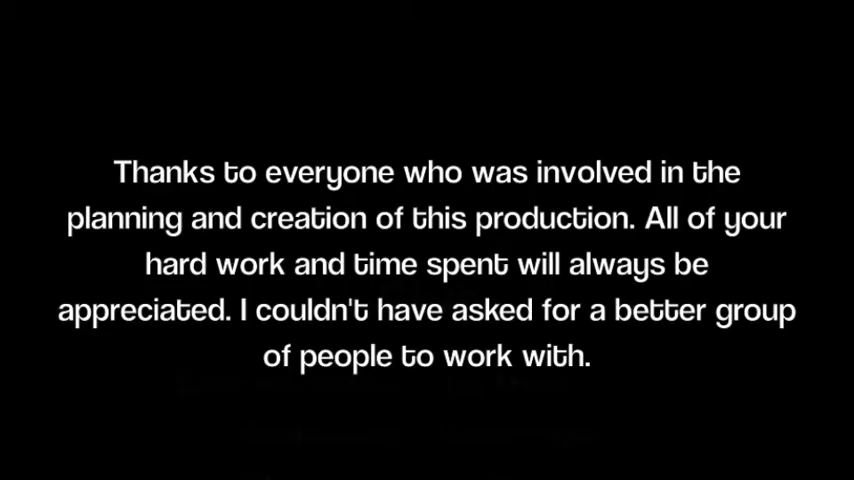 Thanks to everyone who was involved in the
planning and creation of this production. All of your
hard work and time spent will always be
appreciated. I couldn't have asked for a better group
of people to work with.